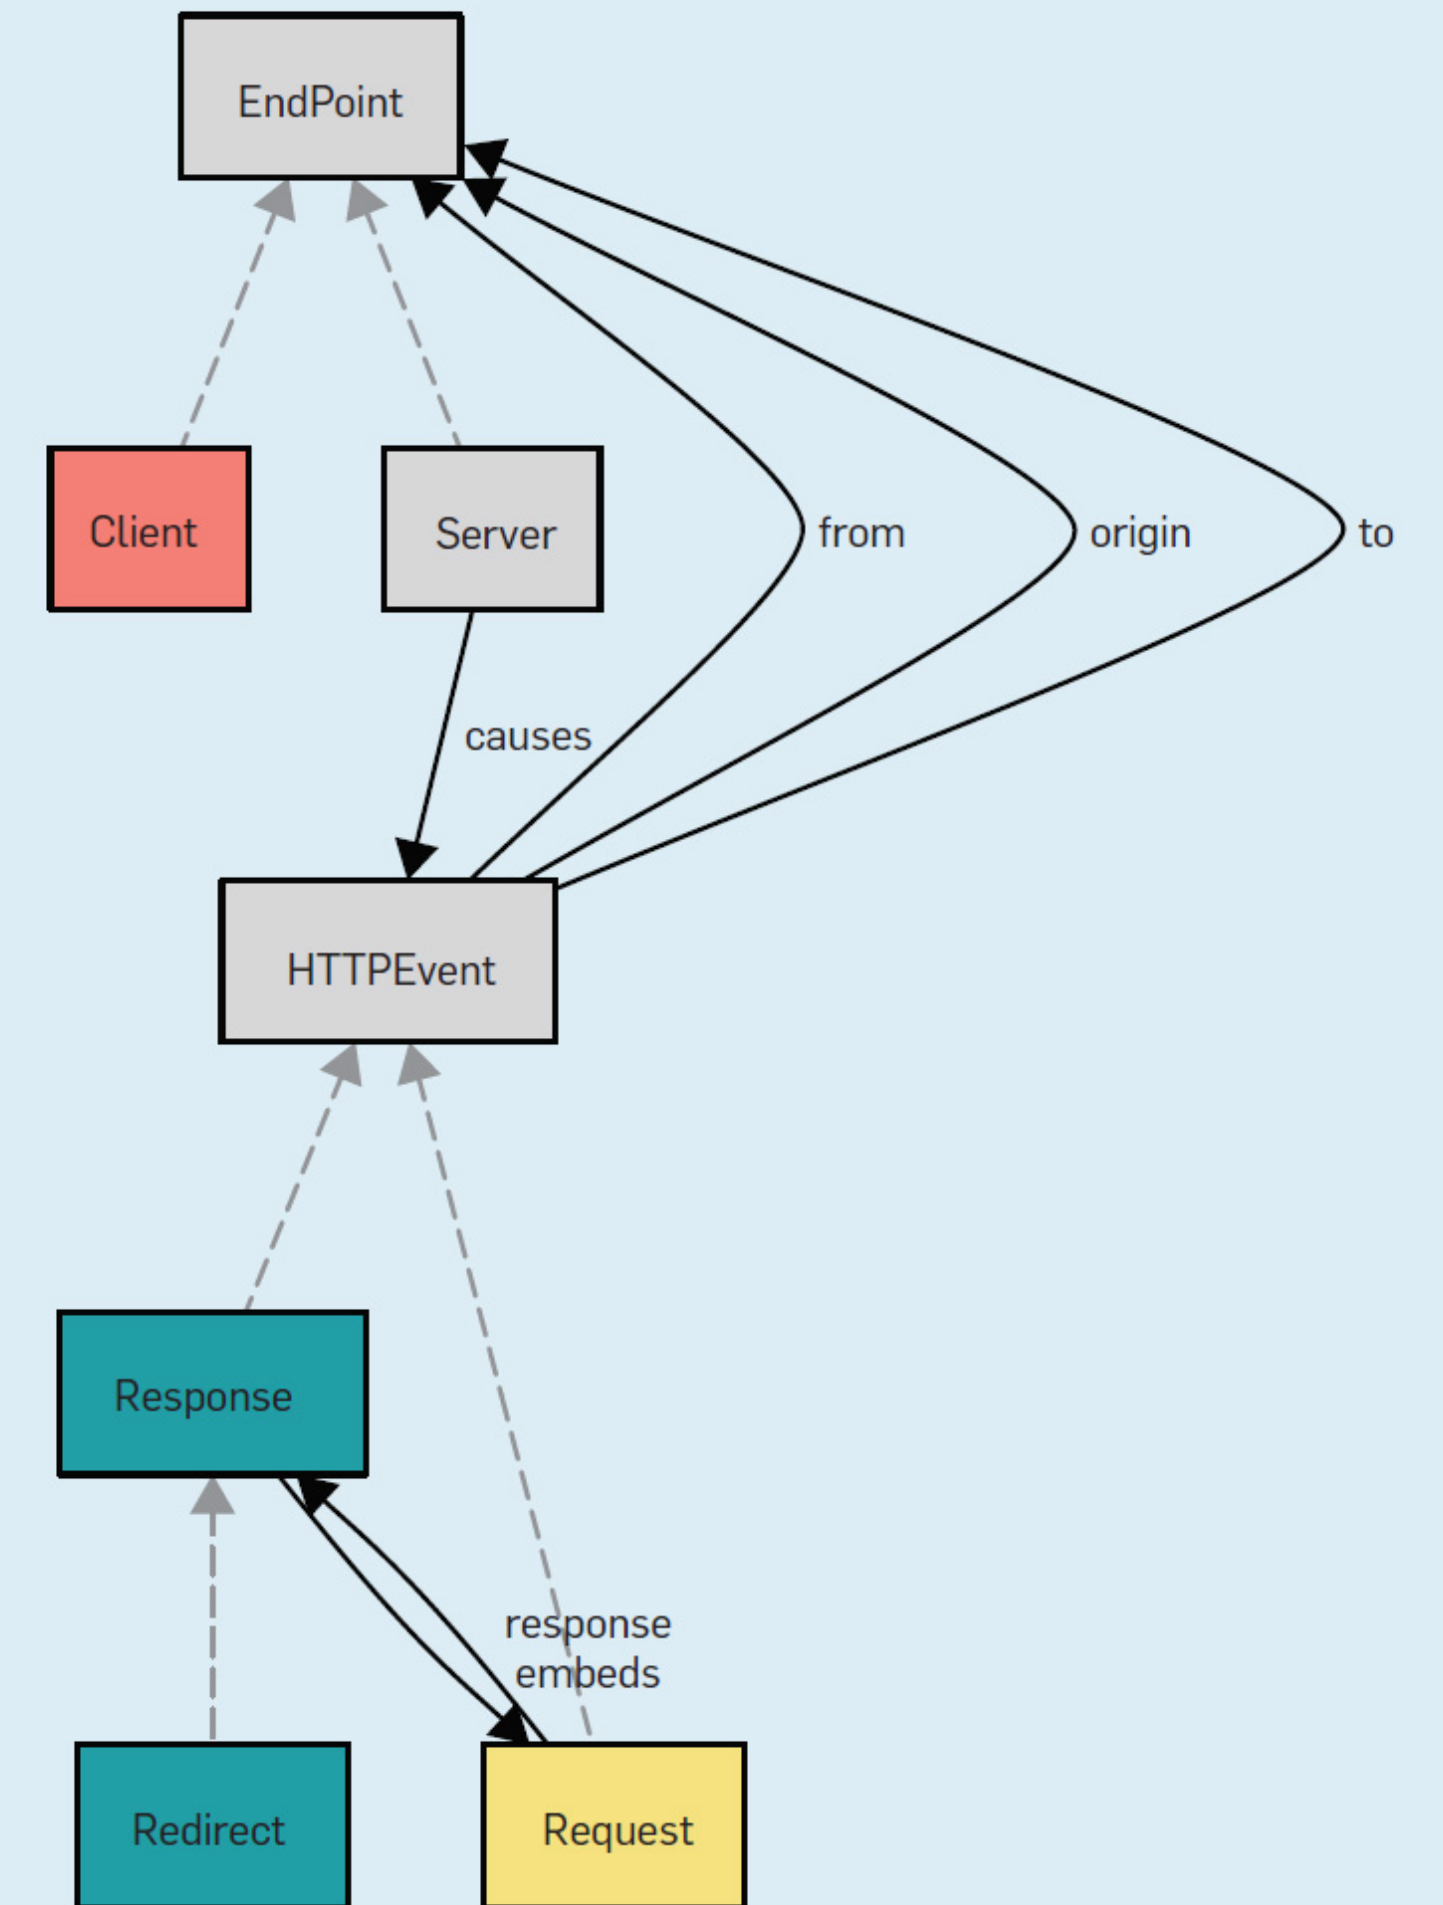 EndPoint
Client
Server
from
origin
to
causes
HTTPEvent
Response
response
embeds
Redirect
Request